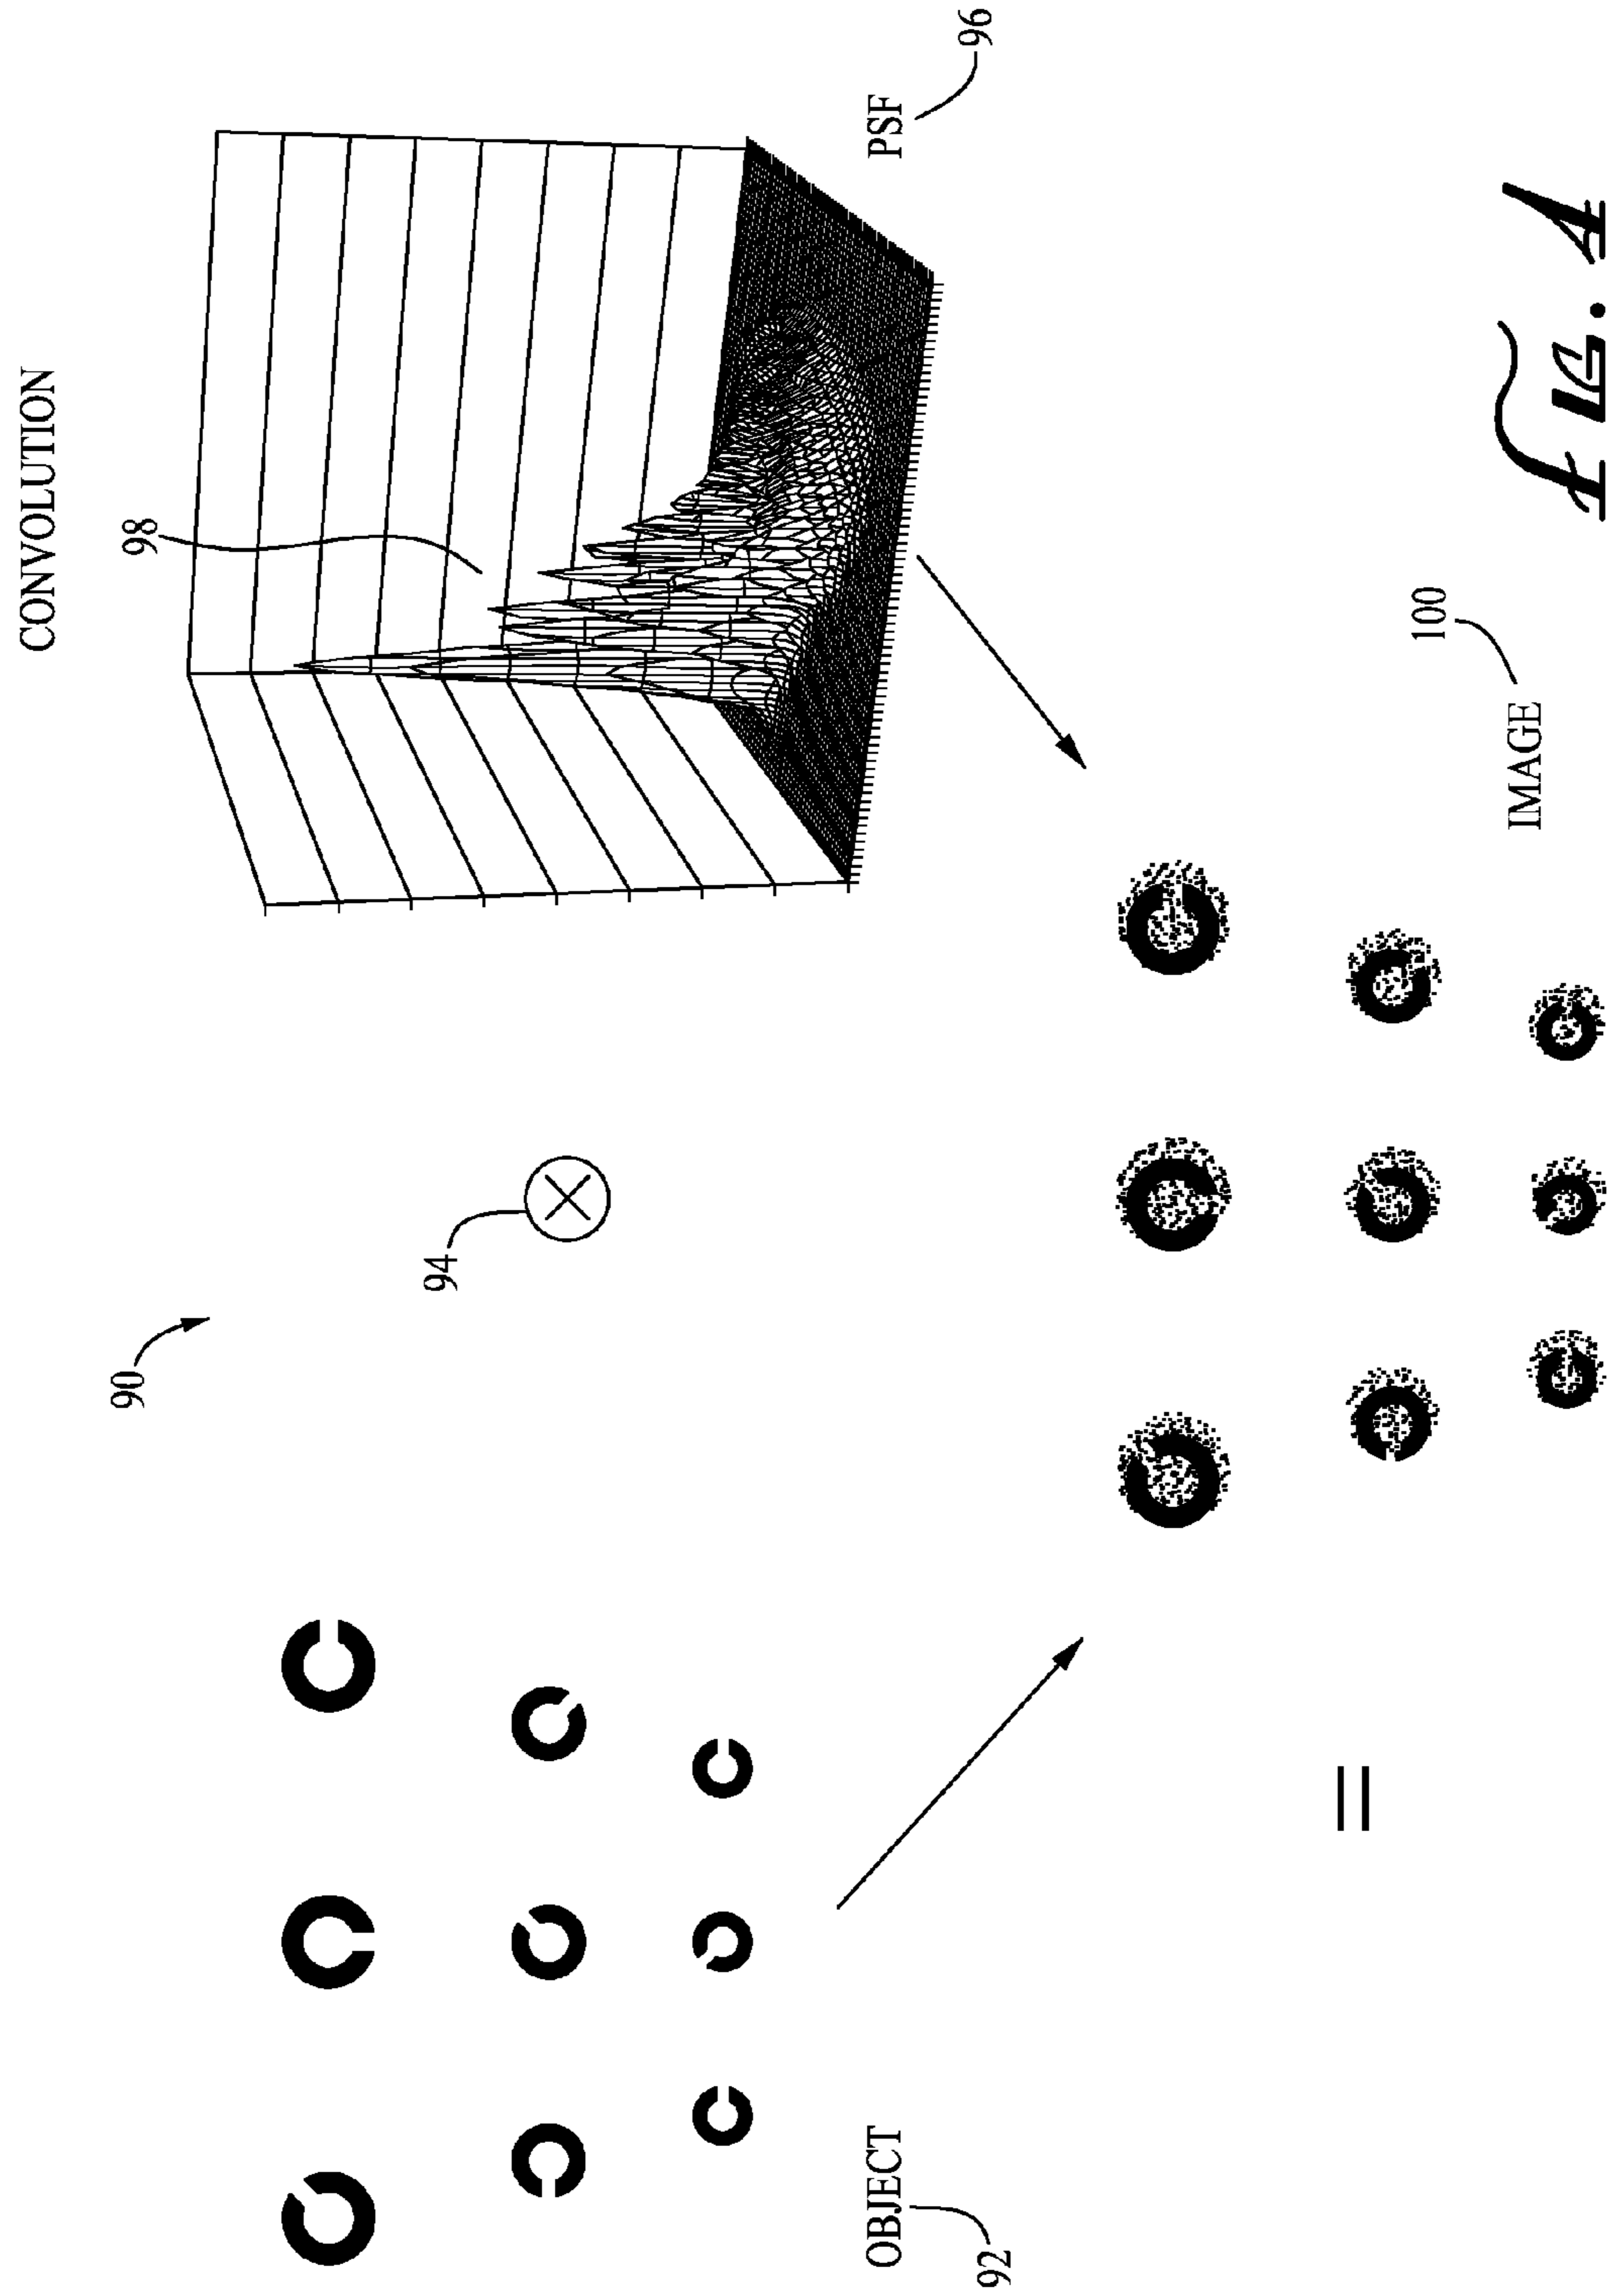 CONVOLUTION
90
98
94
OBJECT
92
PSF
96
=
IMAGE
100
Fig. 4